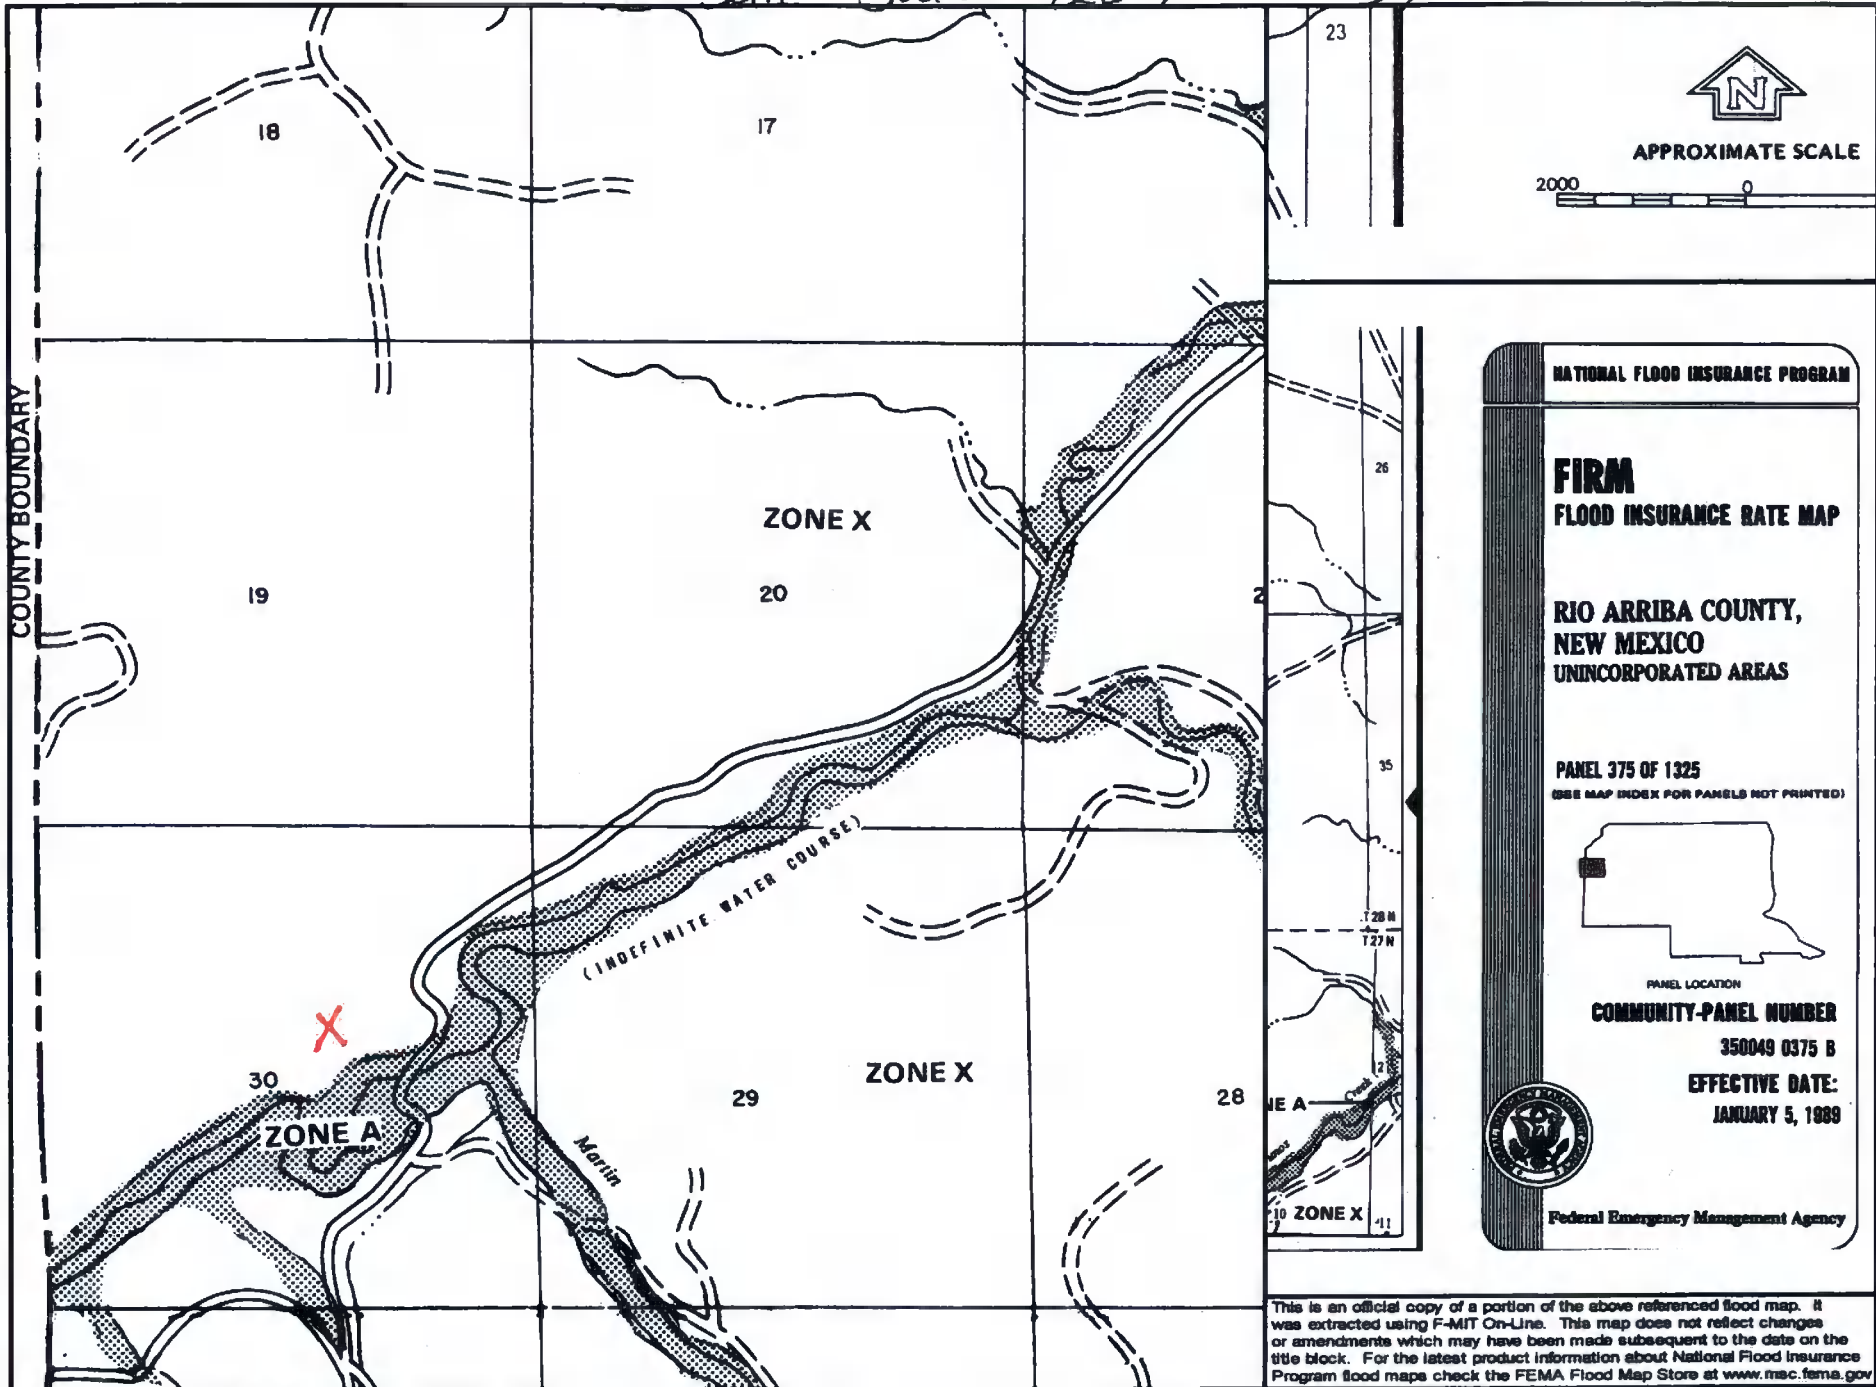 23
N
APPROXIMATE SCALE
2000 0
18
17
COUNTY BOUNDARY
ZONE X
19
20
26
35
T28N
T27N
(INDEFINITE WATER COURSE)
X
30
ZONE A
ZONE X
29
28
Martin
Creek
12
NE A
10 ZONE X 11
NATIONAL FLOOD INSURANCE PROGRAM
FIRM
FLOOD INSURANCE RATE MAP
RIO ARRIBA COUNTY,
NEW MEXICO
UNINCORPORATED AREAS
PANEL 375 OF 1325
(SEE MAP INDEX FOR PANELS NOT PRINTED)
PANEL LOCATION
COMMUNITY-PANEL NUMBER
350049 0375 B
EFFECTIVE DATE:
JANUARY 5, 1989
Federal Emergency Management Agency
This is an official copy of a portion of the above referenced flood map. It
was extracted using F-MIT On-Line. This map does not reflect changes
or amendments which may have been made subsequent to the date on the
title block. For the latest product information about National Flood Insurance
Program flood maps check the FEMA Flood Map Store at www.msc.fema.gov